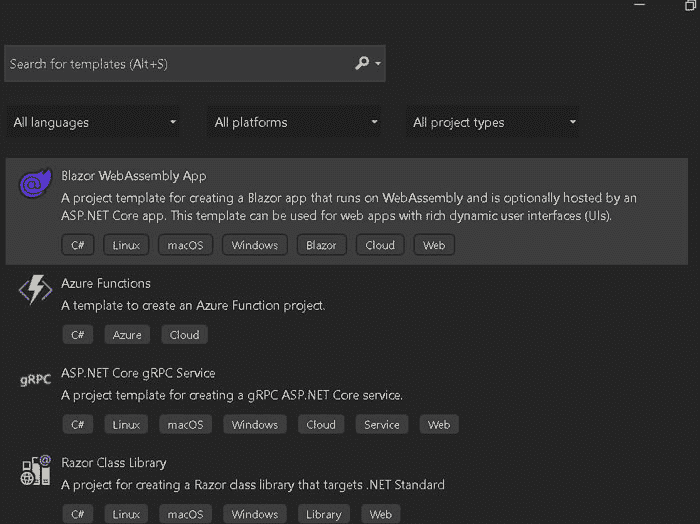 Search for templates (Alt+S)
All languages All platforms All project types
Blazor WebAssembly App
A project template for creating a Blazor app that runs on WebAssembly and is optionally hosted by an
ASP.NET Core app. This template can be used for web apps with rich dynamic user interfaces (UIs).
C# Linux macOS Windows Blazor Cloud Web
Azure Functions
A template to create an Azure Function project.
C# Azure Cloud
gRPC ASP.NET Core gRPC Service
A project template for creating a gRPC ASP.NET Core service.
C# Linux macOS Windows Cloud Service Web
Razor Class Library
A project for creating a Razor class library that targets .NET Standard
C# Linux macOS Windows Library Web